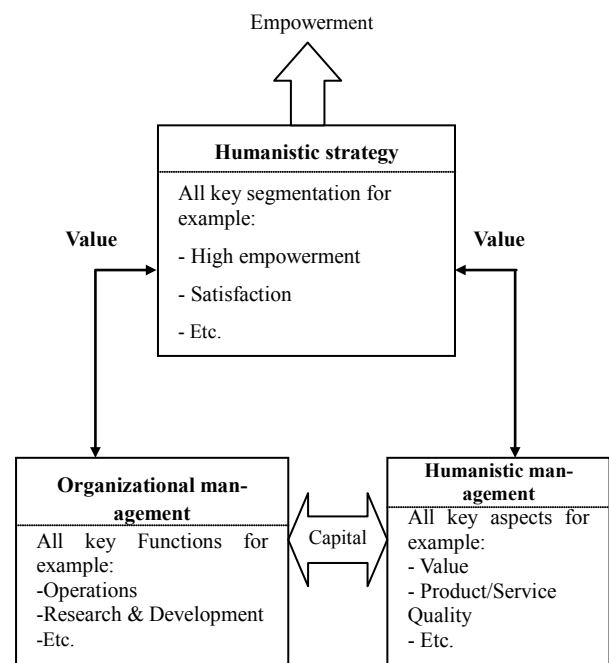 Empowerment
Humanistic strategy
All key segmentation for
example:
- High empowerment
- Satisfaction
- Etc.
Value
Value
Organizational man-
agement
All key Functions for
example:
-Operations
-Research & Development
-Etc.
Capital
Humanistic man-
agement
All key aspects for
example:
- Value
- Product/Service
Quality
- Etc.